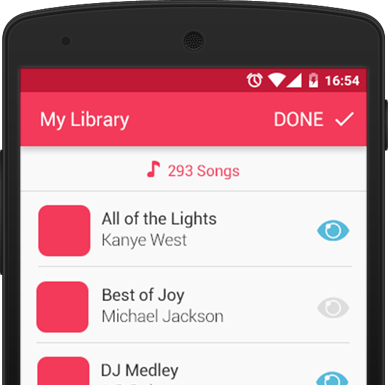 16:54
My Library
DONE
293 Songs
All of the Lights
Kanye West
Best of Joy
Michael Jackson
DJ Medley